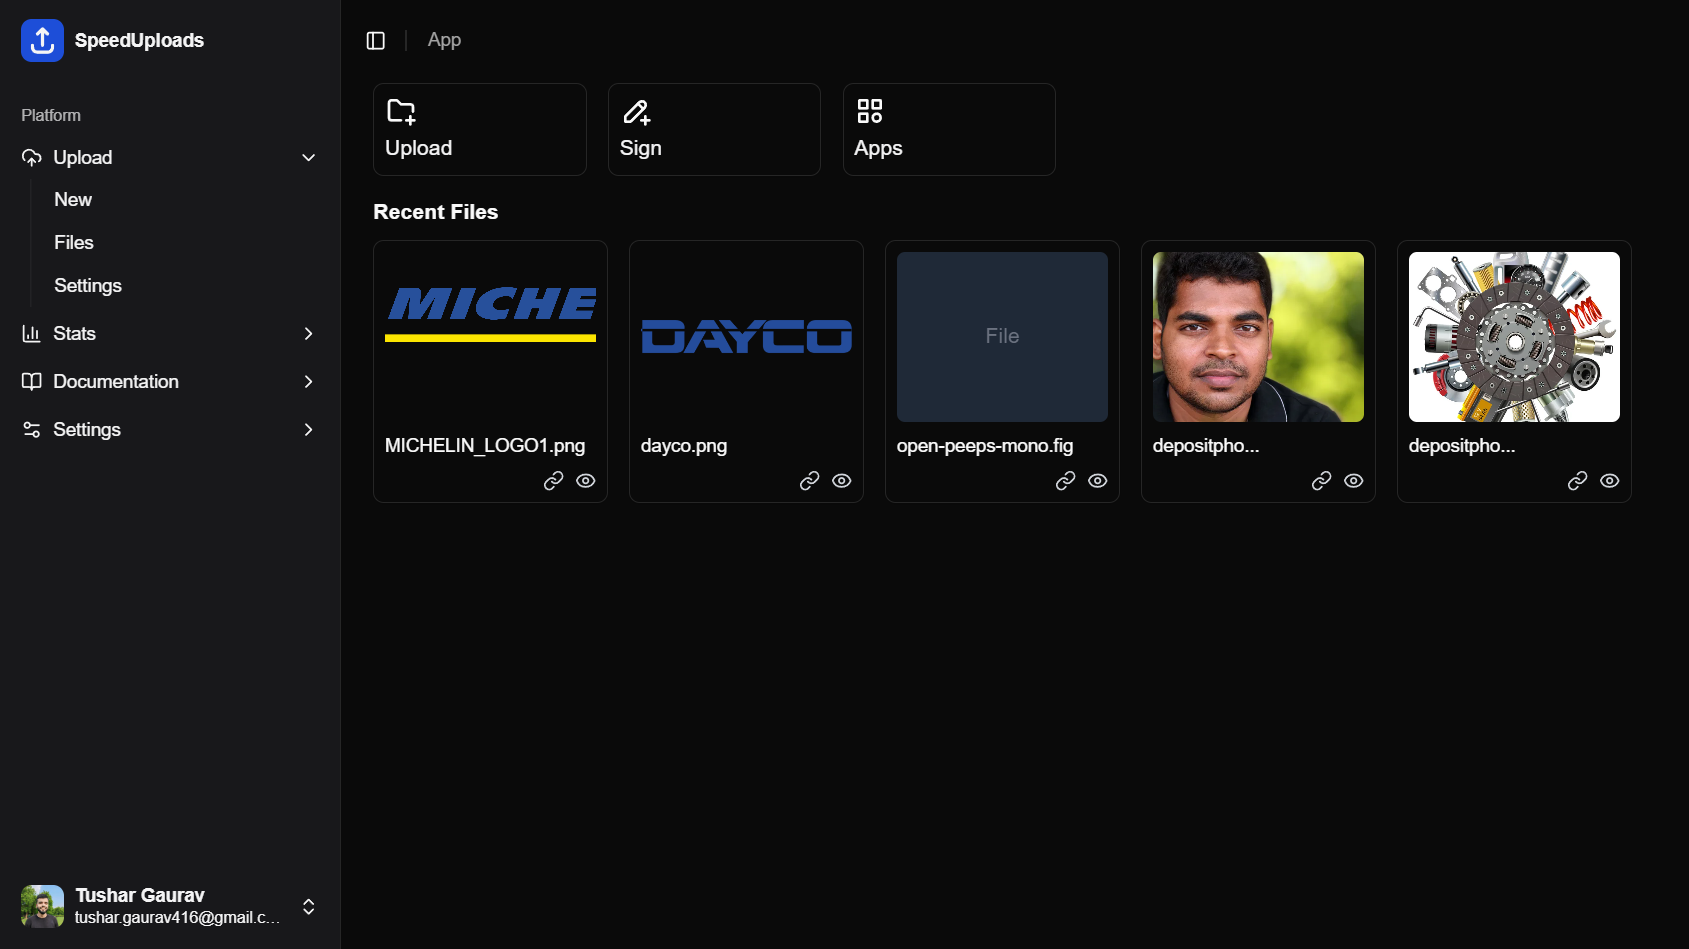 SpeedUploads
Platform
Upload
New
Files
Settings
Stats
Documentation
Settings
Tushar Gaurav
tushar.gaurav416@gmail.c...
App
Upload
Sign
Apps
Recent Files
MICHE
MICHELIN_LOGO1.png
DAYCO
dayco.png
File
open-peeps-mono.fig
depositpho...
depositpho...